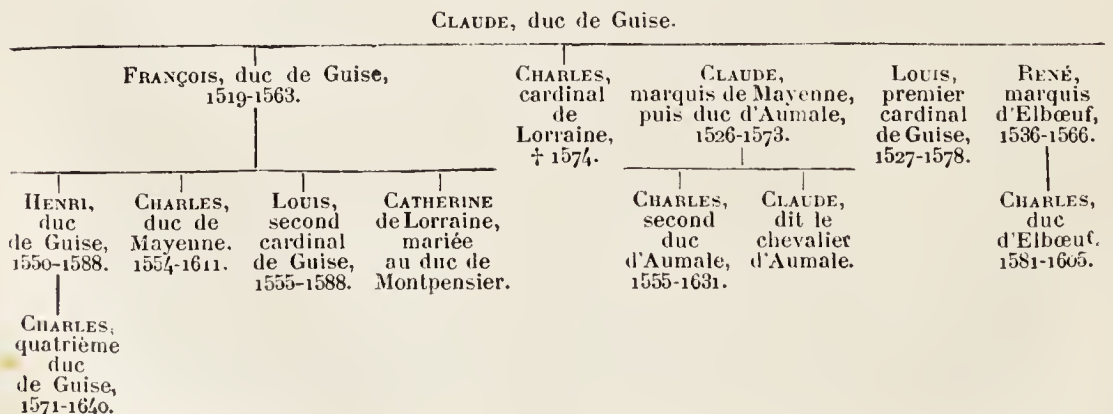 CLAUDE, duc de Guise.
FRANÇOIS, duc de Guise,
1519-1563.
CHARLES,
cardinal
de
Lorraine,
† 1574.
CLAUDE,
marquis de Mayenne,
puis duc d'Aumale,
1526-1573.
LOUIS,
premier
cardinal
de Guise,
1527-1578.
RENÉ,
marquis
d'Elbœuf,
1536-1566.
HENRI,
duc
de Guise,
1550-1588.
CHARLES,
duc de
Mayenne.
1554-1611.
LOUIS,
second
cardinal
de Guise,
1555-1588.
CATHERINE
de Lorraine,
mariée
au duc de
Montpensier.
CHARLES,
second
duc
d'Aumale,
1555-1631.
CLAUDE,
dit le
chevalier
d'Aumale.
CHARLES,
duc
d'Elbœuf.
1581-1605.
CHARLES,
quatrième
duc
de Guise,
1571-1640.